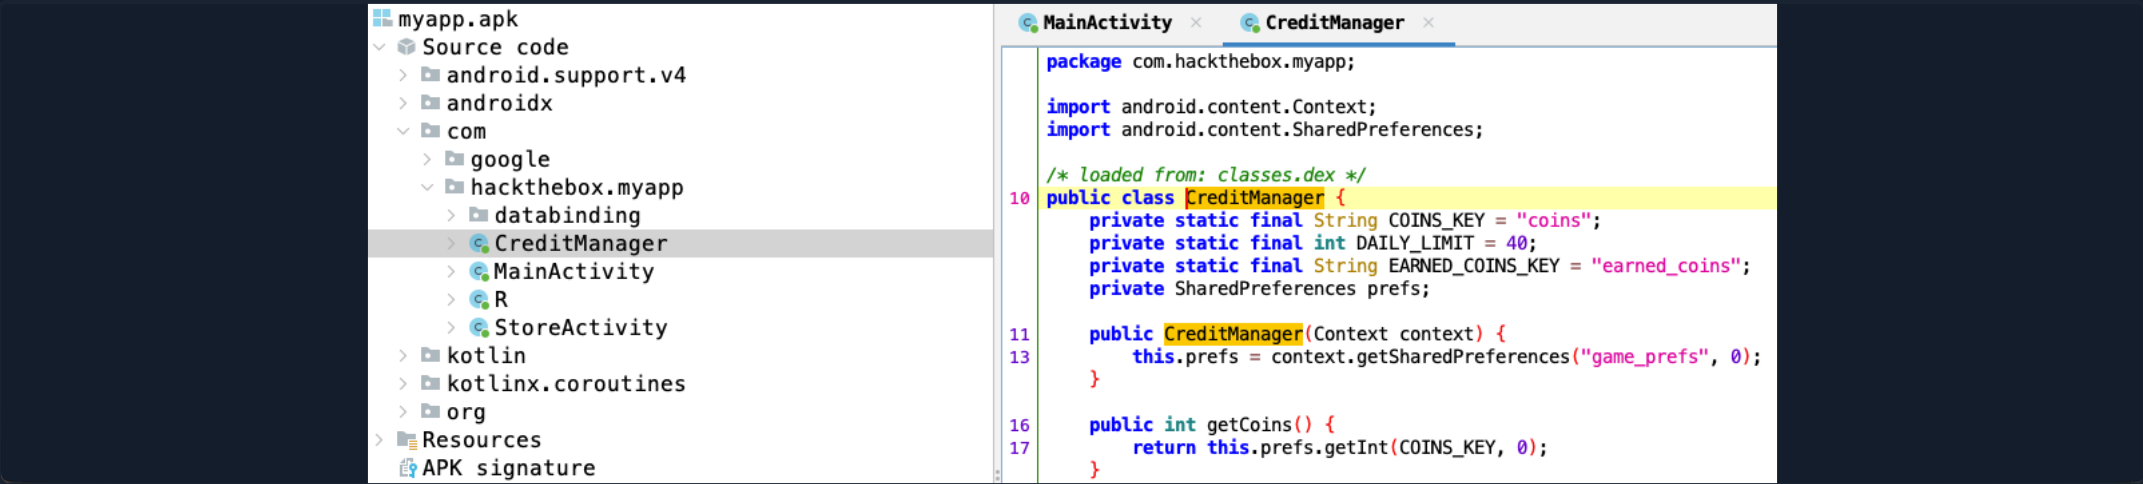 myapp.apk
Source code
android.support.v4
androidx
com
google
hackthebox.myapp
databinding
CreditManager
MainActivity
R
StoreActivity
kotlin
kotlinx.coroutines
org
Resources
APK signature
MainActivity × CreditManager ×
package com.hackthebox.myapp;
import android.content.Context;
import android.content.SharedPreferences;
/* loaded from: classes.dex */
10 public class CreditManager {
private static final String COINS_KEY = "coins";
private static final int DAILY_LIMIT = 40;
private static final String EARNED_COINS_KEY = "earned_coins";
private SharedPreferences prefs;
11 public CreditManager(Context context) {
13 this.prefs = context.getSharedPreferences("game_prefs", 0);
}
16 public int getCoins() {
17 return this.prefs.getInt(COINS_KEY, 0);
}